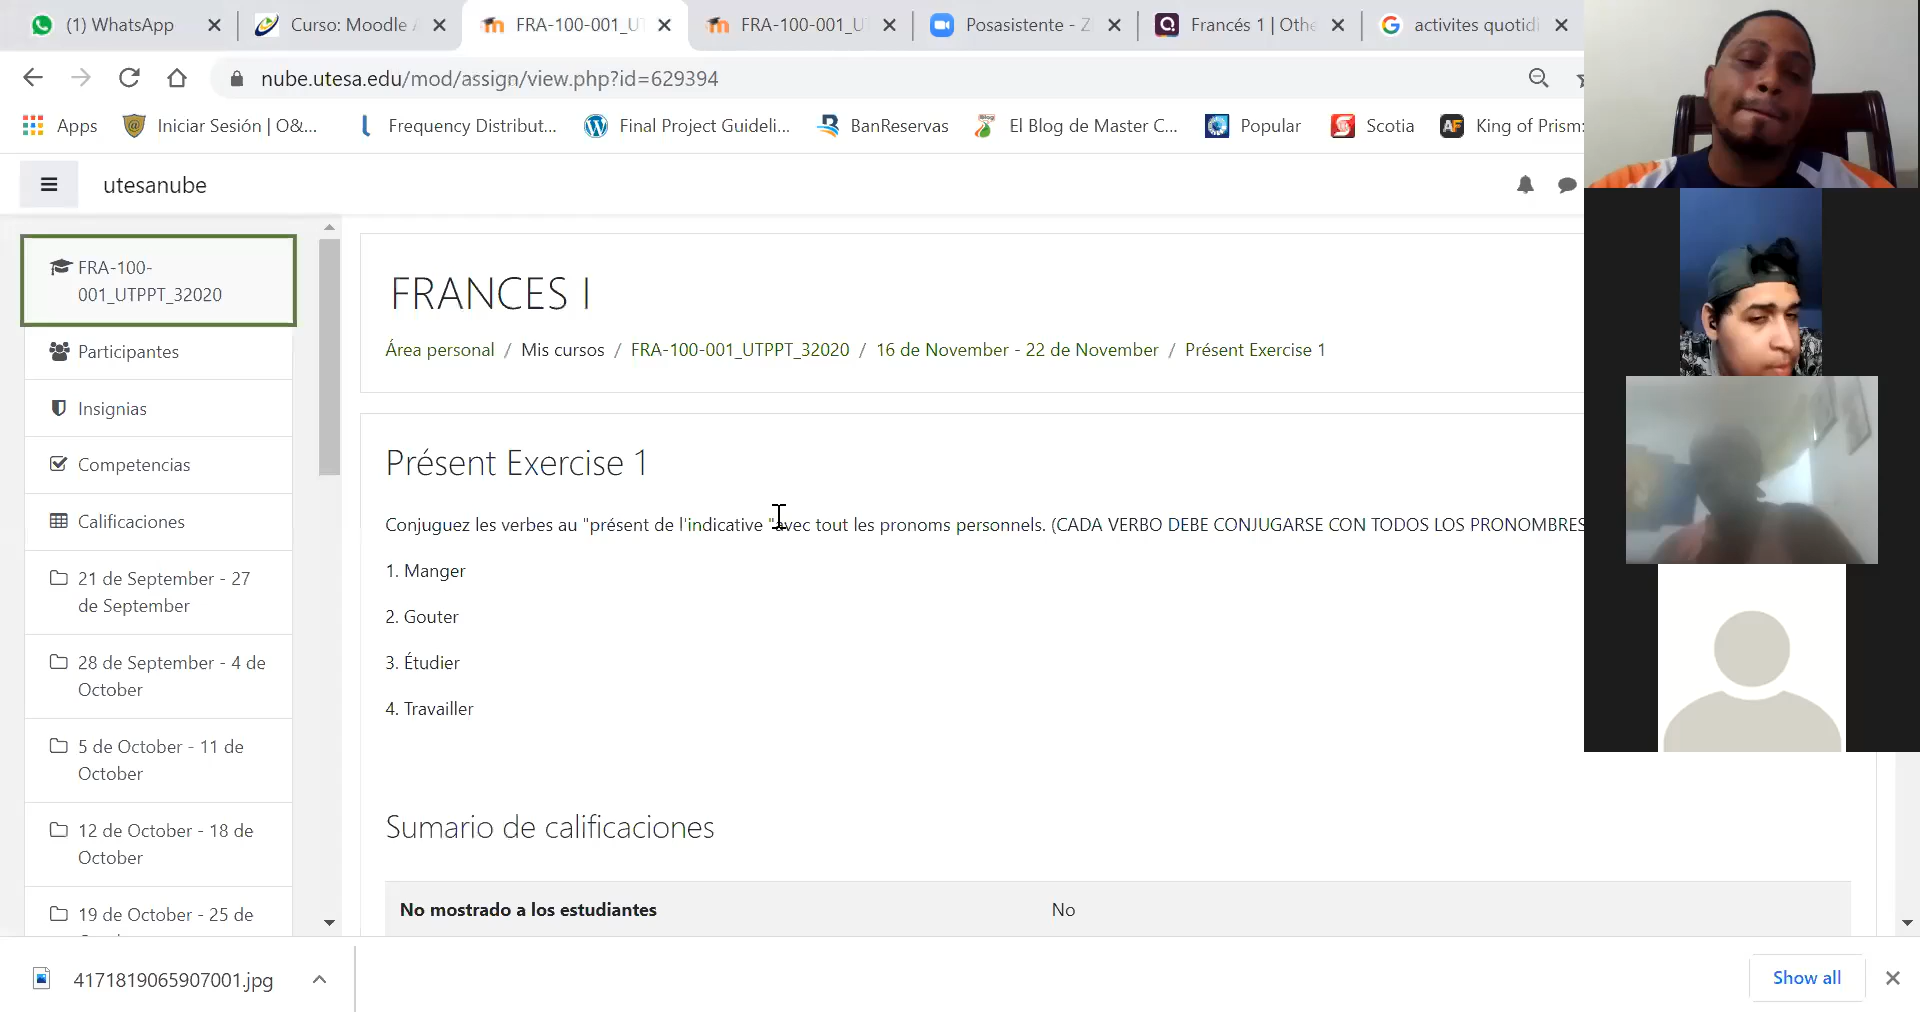 (1) WhatsApp
Curso: Moodle
FRA-100-001_UT
FRA-100-001_U
Posasistente - Z
Francés 1 | Othe
activites quotidi
nube.utesa.edu/mod/assign/view.php?id=629394
Apps
Iniciar Sesión | O&...
Frequency Distribut...
Final Project Guideli...
BanReservas
El Blog de Master C...
Popular
Scotia
King of Prism:
utesanube
FRA-100-
001_UTPPT_32020
Participantes
Insignias
Competencias
Calificaciones
21 de September - 27
de September
28 de September - 4 de
October
5 de October - 11 de
October
12 de October - 18 de
October
19 de October - 25 de
FRANCES I
Área personal / Mis cursos / FRA-100-001_UTPPT_32020 / 16 de November - 22 de November / Présent Exercise 1
Présent Exercise 1
Conjuguez les verbes au "présent de l'indicative "avec tout les pronoms personnels. (CADA VERBO DEBE CONJUGARSE CON TODOS LOS PRONOMBRES
1. Manger
2. Gouter
3. Étudier
4. Travailler
Sumario de calificaciones
No mostrado a los estudiantes No
4171819065907001.jpg
Show all